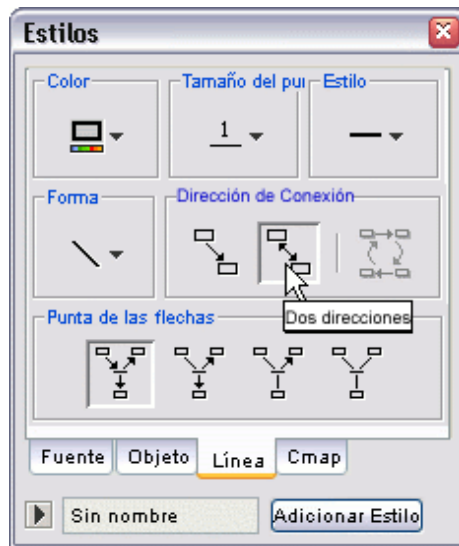 Estilos
Color
Tamaño del pu
Estilo
1
Forma
Dirección de Conexión
Dos direcciones
Punta de las flechas
Fuente
Objeto
Línea
Cmap
Sin nombre
Adicionar Estilo